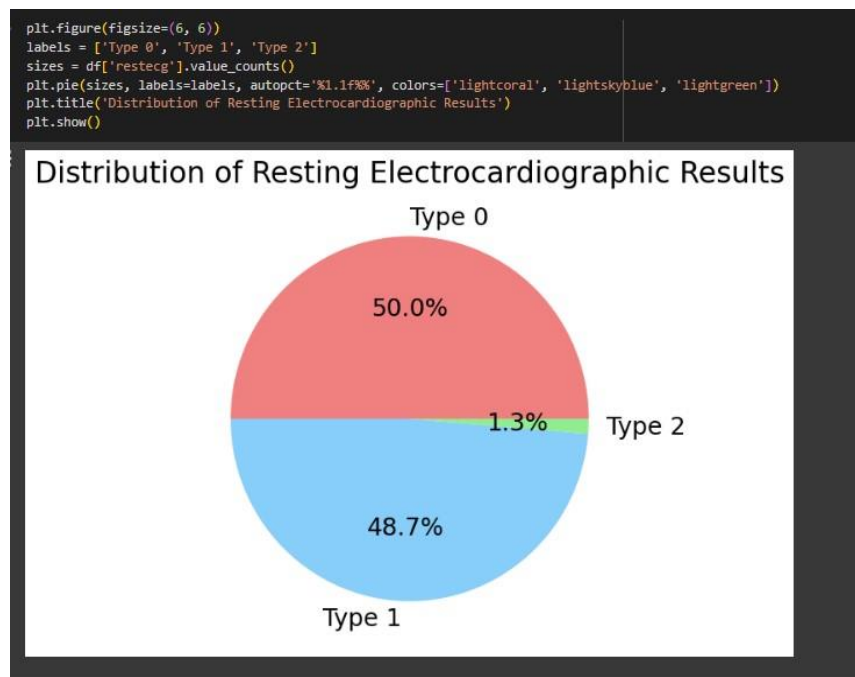 plt.figure(figsize=(6, 6))
labels = ['Type 0', 'Type 1', 'Type 2']
sizes = df['restecg'].value_counts()
plt.pie(sizes, labels=labels, autopct='%1.1f%%', colors=['lightcoral', 'lightskyblue', 'lightgreen'])
plt.title('Distribution of Resting Electrocardiographic Results')
plt.show()
Distribution of Resting Electrocardiographic Results
Type 0
50.0%
1.3%
Type 2
48.7%
Type 1